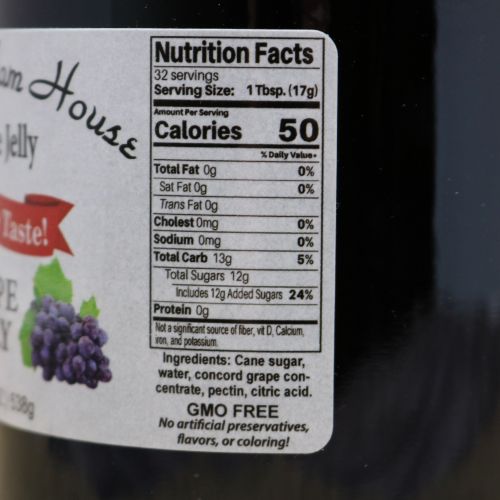 House
Jelly
Taste!
538g
Nutrition Facts
32 servings
Serving Size: 1 Tbsp. (17g)
Amount Per Serving
Calories 50
% Daily Value*
Total Fat 0g 0%
Sat Fat 0g 0%
Trans Fat 0g
Cholest 0mg 0%
Sodium 0mg 0%
Total Carb 13g 5%
Total Sugars 12g
Includes 12g Added Sugars 24%
Protein 0g
Not a significant source of fiber, vit D, Calcium,
iron, and potassium.
Ingredients: Cane sugar,
water, concord grape con-
centrate, pectin, citric acid.
GMO FREE
No artificial preservatives,
flavors, or coloring!